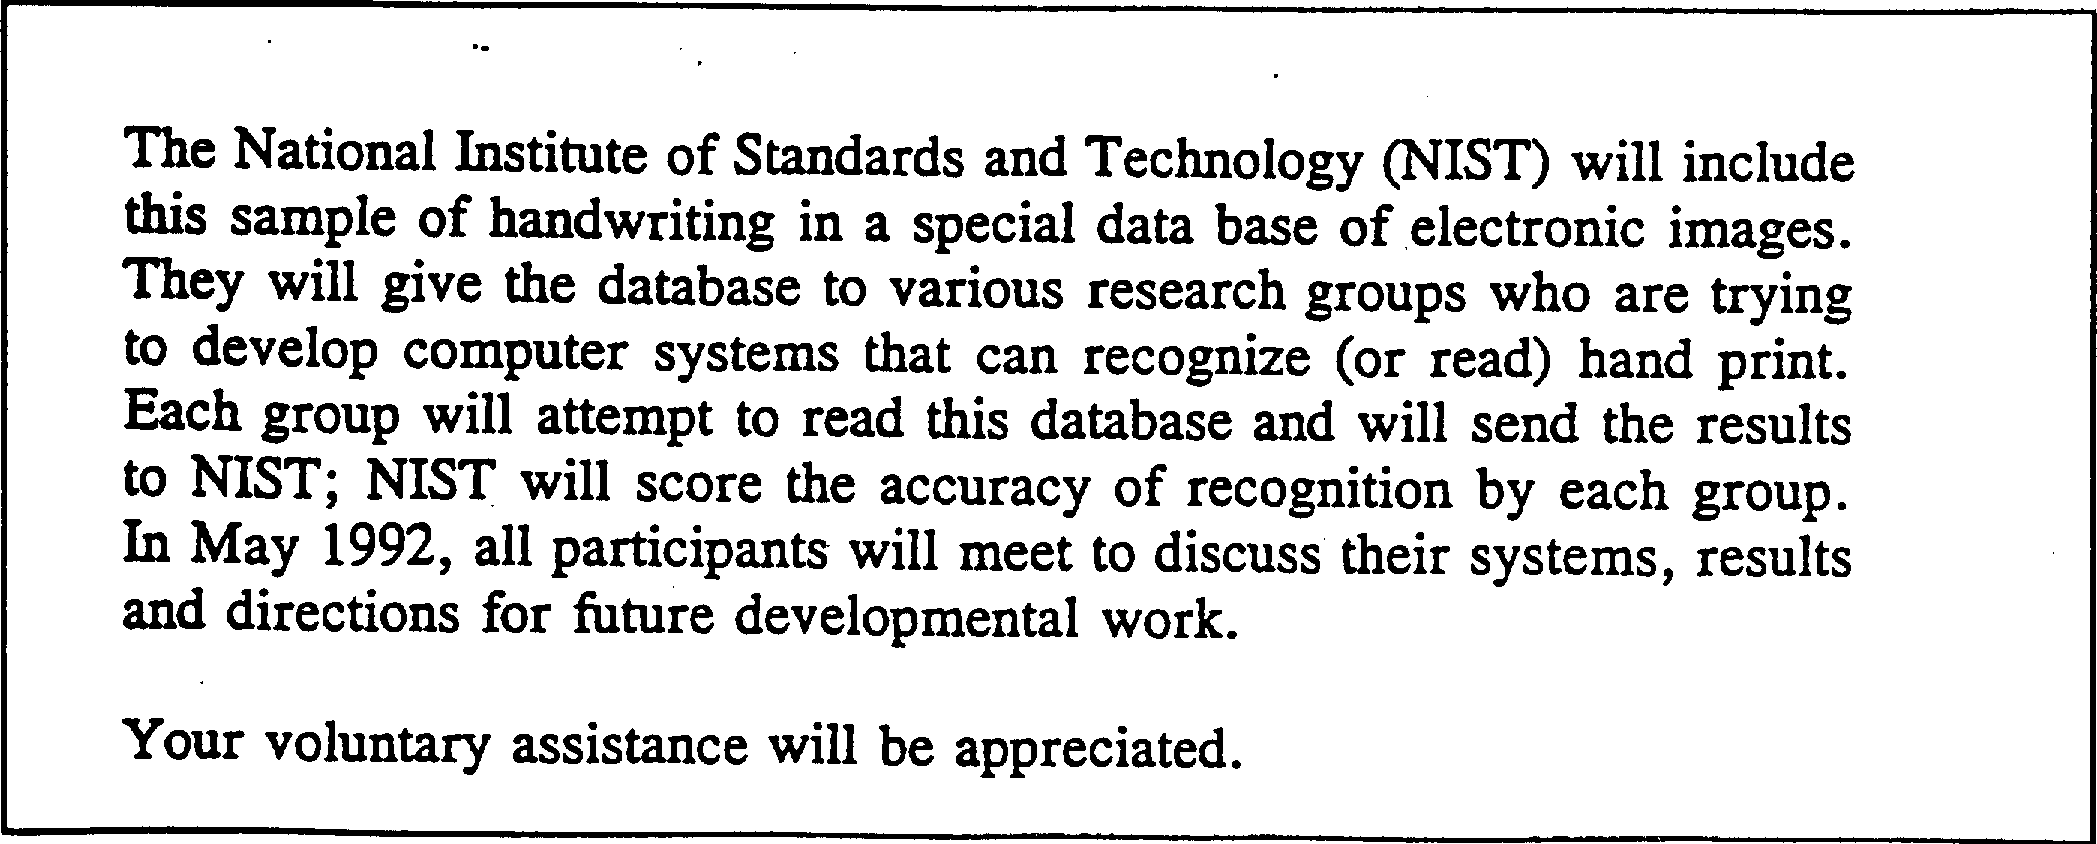 The National Institute of Standards and Technology (NIST) will include
this sample of handwriting in a special data base of electronic images.
They will give the database to various research groups who are trying
to develop computer systems that can recognize (or read) hand print.
Each group will attempt to read this database and will send the results
to NIST; NIST will score the accuracy of recognition by each group.
In May 1992, all participants will meet to discuss their systems, results
and directions for future developmental work.
Your voluntary assistance will be appreciated.